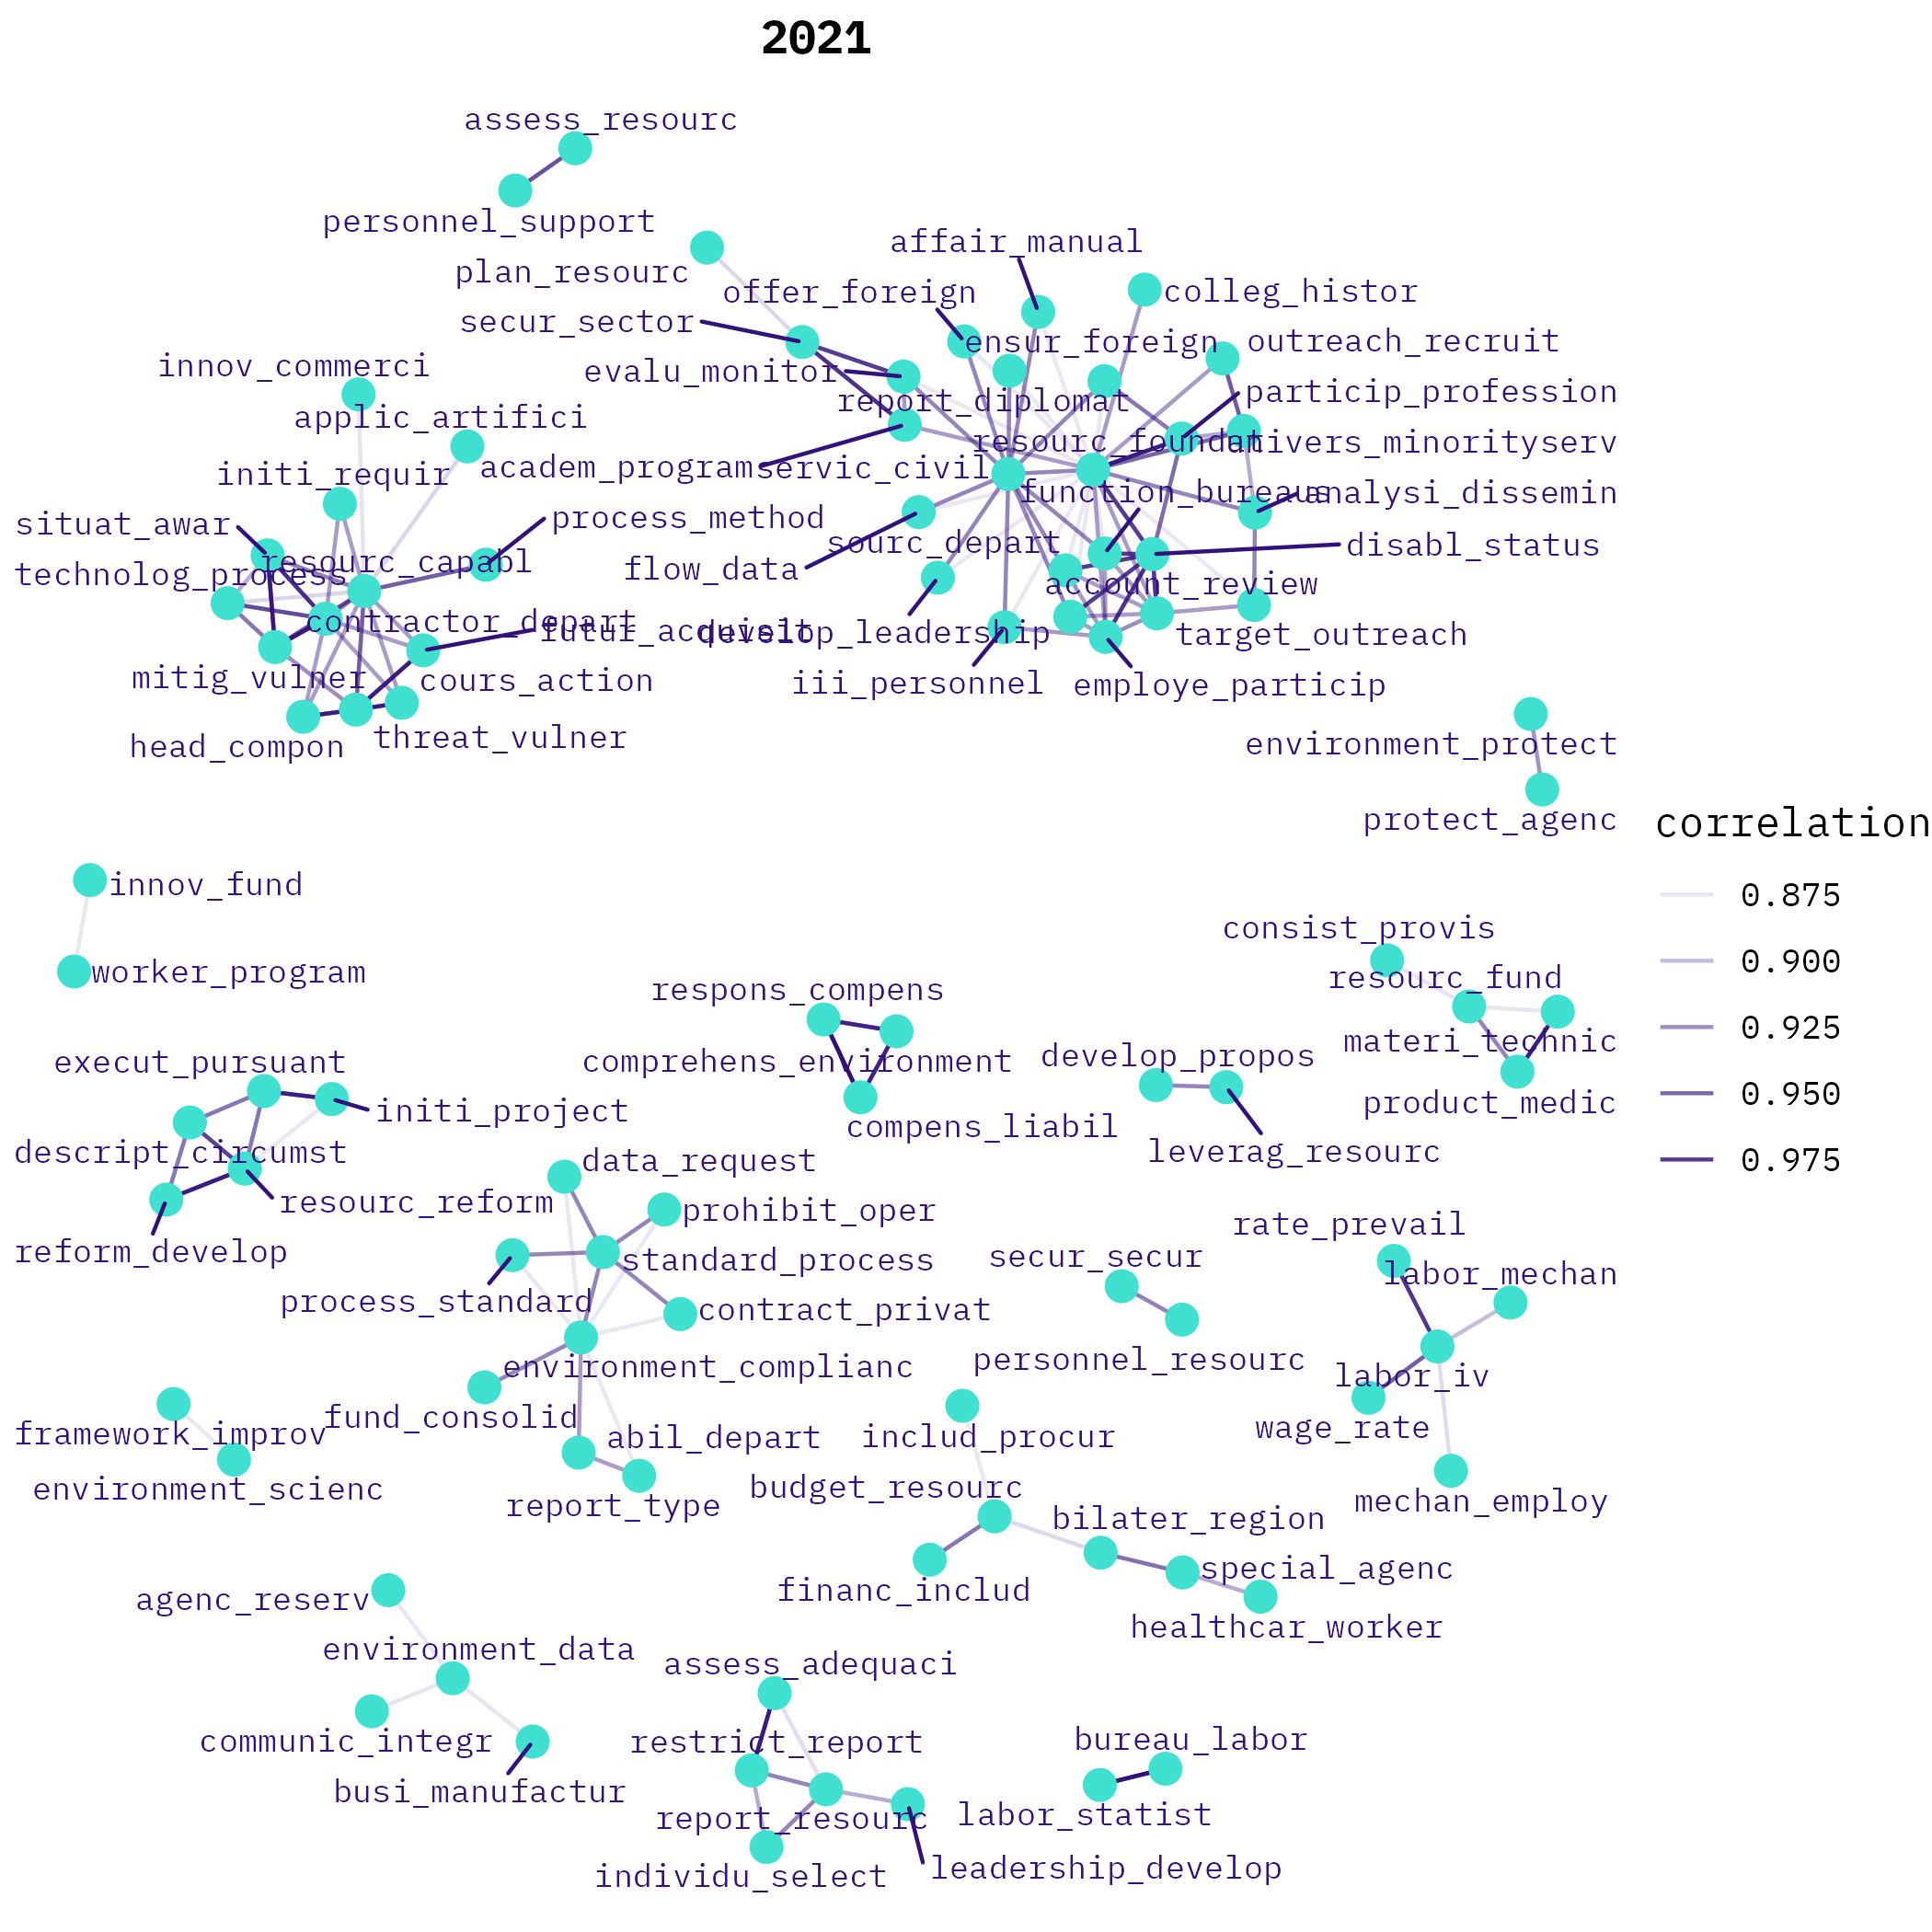 2021
assess_resourc
personnel_support
affair_manual
plan_resourc
offer_foreign
colleg_histor
secur_sector
ensur_foreign
outreach_recruit
innov_commerci
evalu_monitor
particip_profession
report_diplomat
applic_artifici
resourc_foundat
univers_minorityserv
initi_requir
academ_program
servic_civil
function_bureaus
analysi_dissemin
situat_awar
process_method
sourc_depart
disabl_status
resourc_capabl
technolog_process
flow_data
account_review
contractor_depart
futur_acquisit
develop_leadership
target_outreach
mitig_vulner
cours_action
iii_personnel
employe_particip
head_compon
threat_vulner
environment_protect
protect_agenc
correlation
0.875
0.900
0.925
0.950
0.975
innov_fund
worker_program
consist_provis
resourc_fund
respons_compens
materi_technic
execut_pursuant
comprehens_environment
develop_propos
product_medic
initi_project
compens_liabil
leverag_resourc
descript_circumst
data_request
resourc_reform
prohibit_oper
rate_prevail
reform_develop
standard_process
secur_secur
labor_mechan
process_standard
contract_privat
environment_complianc
personnel_resourc
labor_iv
fund_consolid
wage_rate
framework_improv
abil_depart
includ_procur
environment_scienc
report_type
budget_resourc
mechan_employ
bilater_region
special_agenc
financ_includ
agenc_reserv
healthcar_worker
environment_data
assess_adequaci
communic_integr
restrict_report
bureau_labor
busi_manufactur
report_resourc
labor_statist
individu_select
leadership_develop